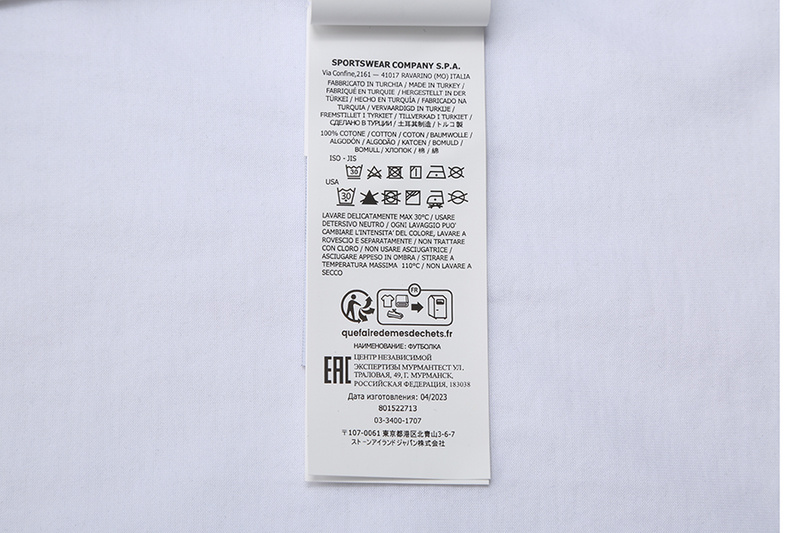 SPORTSWEAR COMPANY S.P.A.
Via Confine,2161 — 41017 RAVARINO (MO) ITALIA
FABBRICATO IN TURCHIA / MADE IN TURKEY /
FABRIQUÉ EN TURQUIE / HERGESTELLT IN DER
TÜRKEI / HECHO EN TURQUÍA / FABRICADO NA
TURQUIA / VERVAARDIGD IN TURKIJE /
FREMSTILLET I TYRKIET / TILLVERKAD I TURKIET /
СДЕЛАНО В ТУРЦИИ / 土耳其制造 / トルコ製
100% COTONE / COTTON / COTON / BAUMWOLLE /
ALGODÓN / ALGODÃO / KATOEN / BOMULD /
BOMULL / ХЛОПОК / 棉 / 綿
ISO - JIS
30
USA
30
LAVARE DELICATAMENTE MAX 30°C / USARE
DETERSIVO NEUTRO / OGNI LAVAGGIO PUO'
CAMBIARE L'INTENSITA' DEL COLORE, LAVARE A
ROVESCIO E SEPARATAMENTE / NON TRATTARE
CON CLORO / NON USARE ASCIUGATRICE /
ASCIUGARE APPESO IN OMBRA / STIRARE A
TEMPERATURA MASSIMA 110°C / NON LAVARE A
SECCO
FR
quefairedemesdechets.fr
НАИМЕНОВАНИЕ: ФУТБОЛКА
EAC
ЦЕНТР НЕЗАВИСИМОЙ
ЭКСПЕРТИЗЫ МУРМАНТЕСТ УЛ.
ТРАЛОВАЯ, 49, Г. МУРМАНСК,
РОССИЙСКАЯ ФЕДЕРАЦИЯ, 183038
Дата изготовления: 04/2023
801522713
03-3400-1707
〒107-0061 東京都港区北青山3-6-7
ストーンアイランドジャパン株式会社